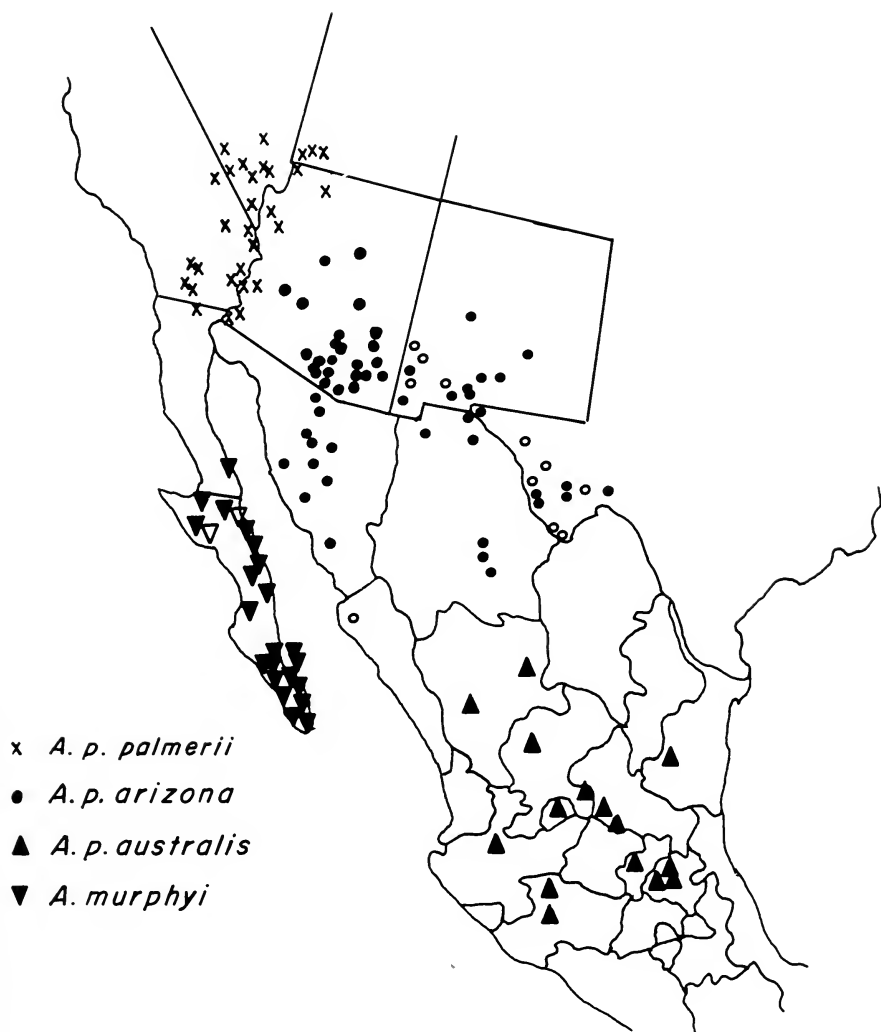 x A. p. palmerii
● A.p. arizona
▲ A.p. australis
▼ A. murphyi